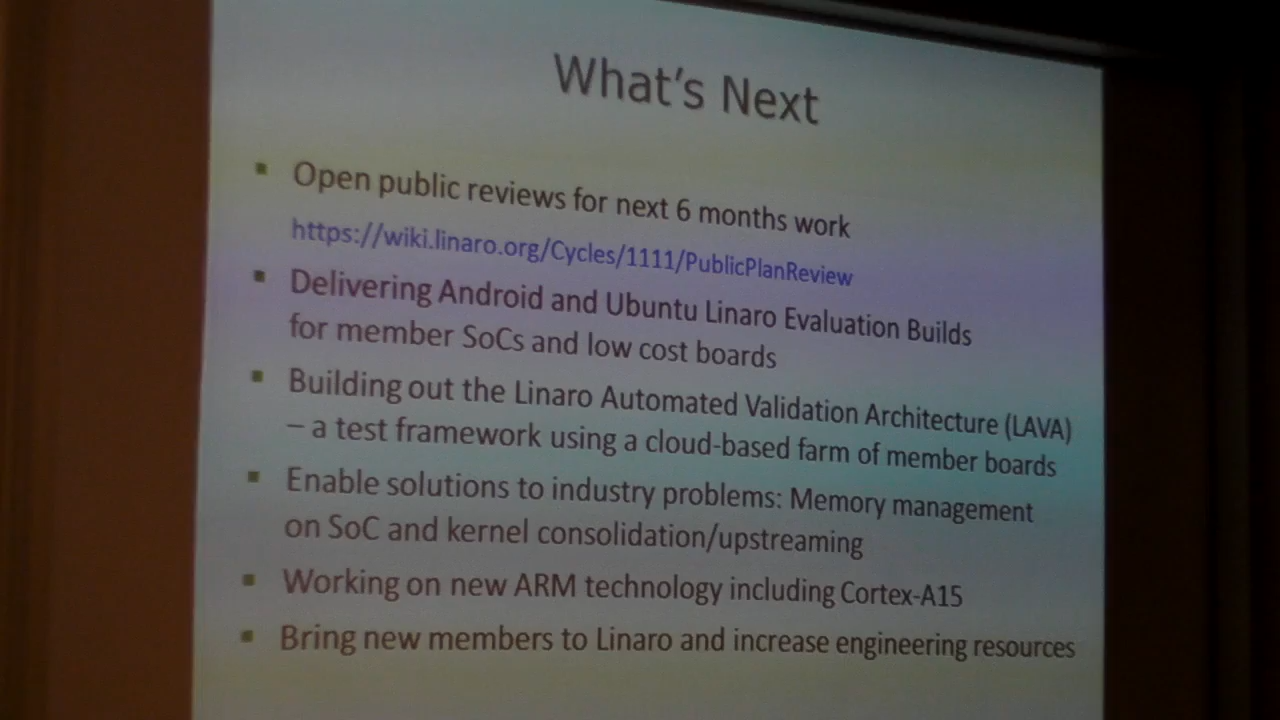 What's Next
▪ Open public reviews for next 6 months work
https://wiki.linaro.org/Cycles/1111/PublicPlanReview
▪ Delivering Android and Ubuntu Linaro Evaluation Builds
for member SoCs and low cost boards
▪ Building out the Linaro Automated Validation Architecture (LAVA)
– a test framework using a cloud-based farm of member boards
▪ Enable solutions to industry problems: Memory management
on SoC and kernel consolidation/upstreaming
▪ Working on new ARM technology including Cortex-A15
▪ Bring new members to Linaro and increase engineering resources